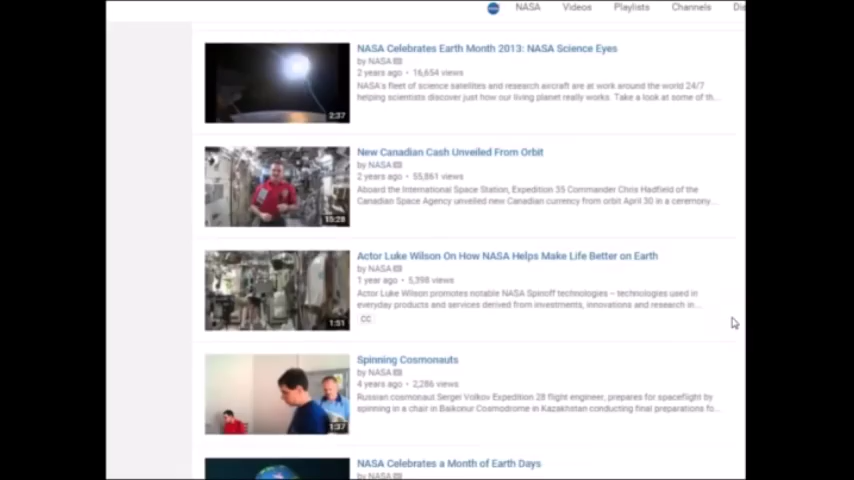 NASA Videos Playlists Channels Dis
NASA Celebrates Earth Month 2013: NASA Science Eyes
by NASA
2 years ago • 16,654 views
NASA's fleet of science satellites and research aircraft are at work around the world 24/7
helping scientists discover just how our living planet really works. Take a look at some of th...
2:37
New Canadian Cash Unveiled From Orbit
by NASA
2 years ago • 55,861 views
Aboard the International Space Station, Expedition 35 Commander Chris Hadfield of the
Canadian Space Agency unveiled new Canadian currency from orbit April 30 in a ceremony...
15:28
Actor Luke Wilson On How NASA Helps Make Life Better on Earth
by NASA
1 year ago • 5,398 views
Actor Luke Wilson promotes notable NASA Spinoff technologies – technologies used in
everyday products and services derived from investments, innovations and research in...
CC
1:51
Spinning Cosmonauts
by NASA
4 years ago • 2,286 views
Russian cosmonaut Sergei Volkov Expedition 28 flight engineer, prepares for spaceflight by
spinning in a chair in Baikonur Cosmodrome in Kazakhstan conducting final preparations fo...
1:37
NASA Celebrates a Month of Earth Days
by NASA